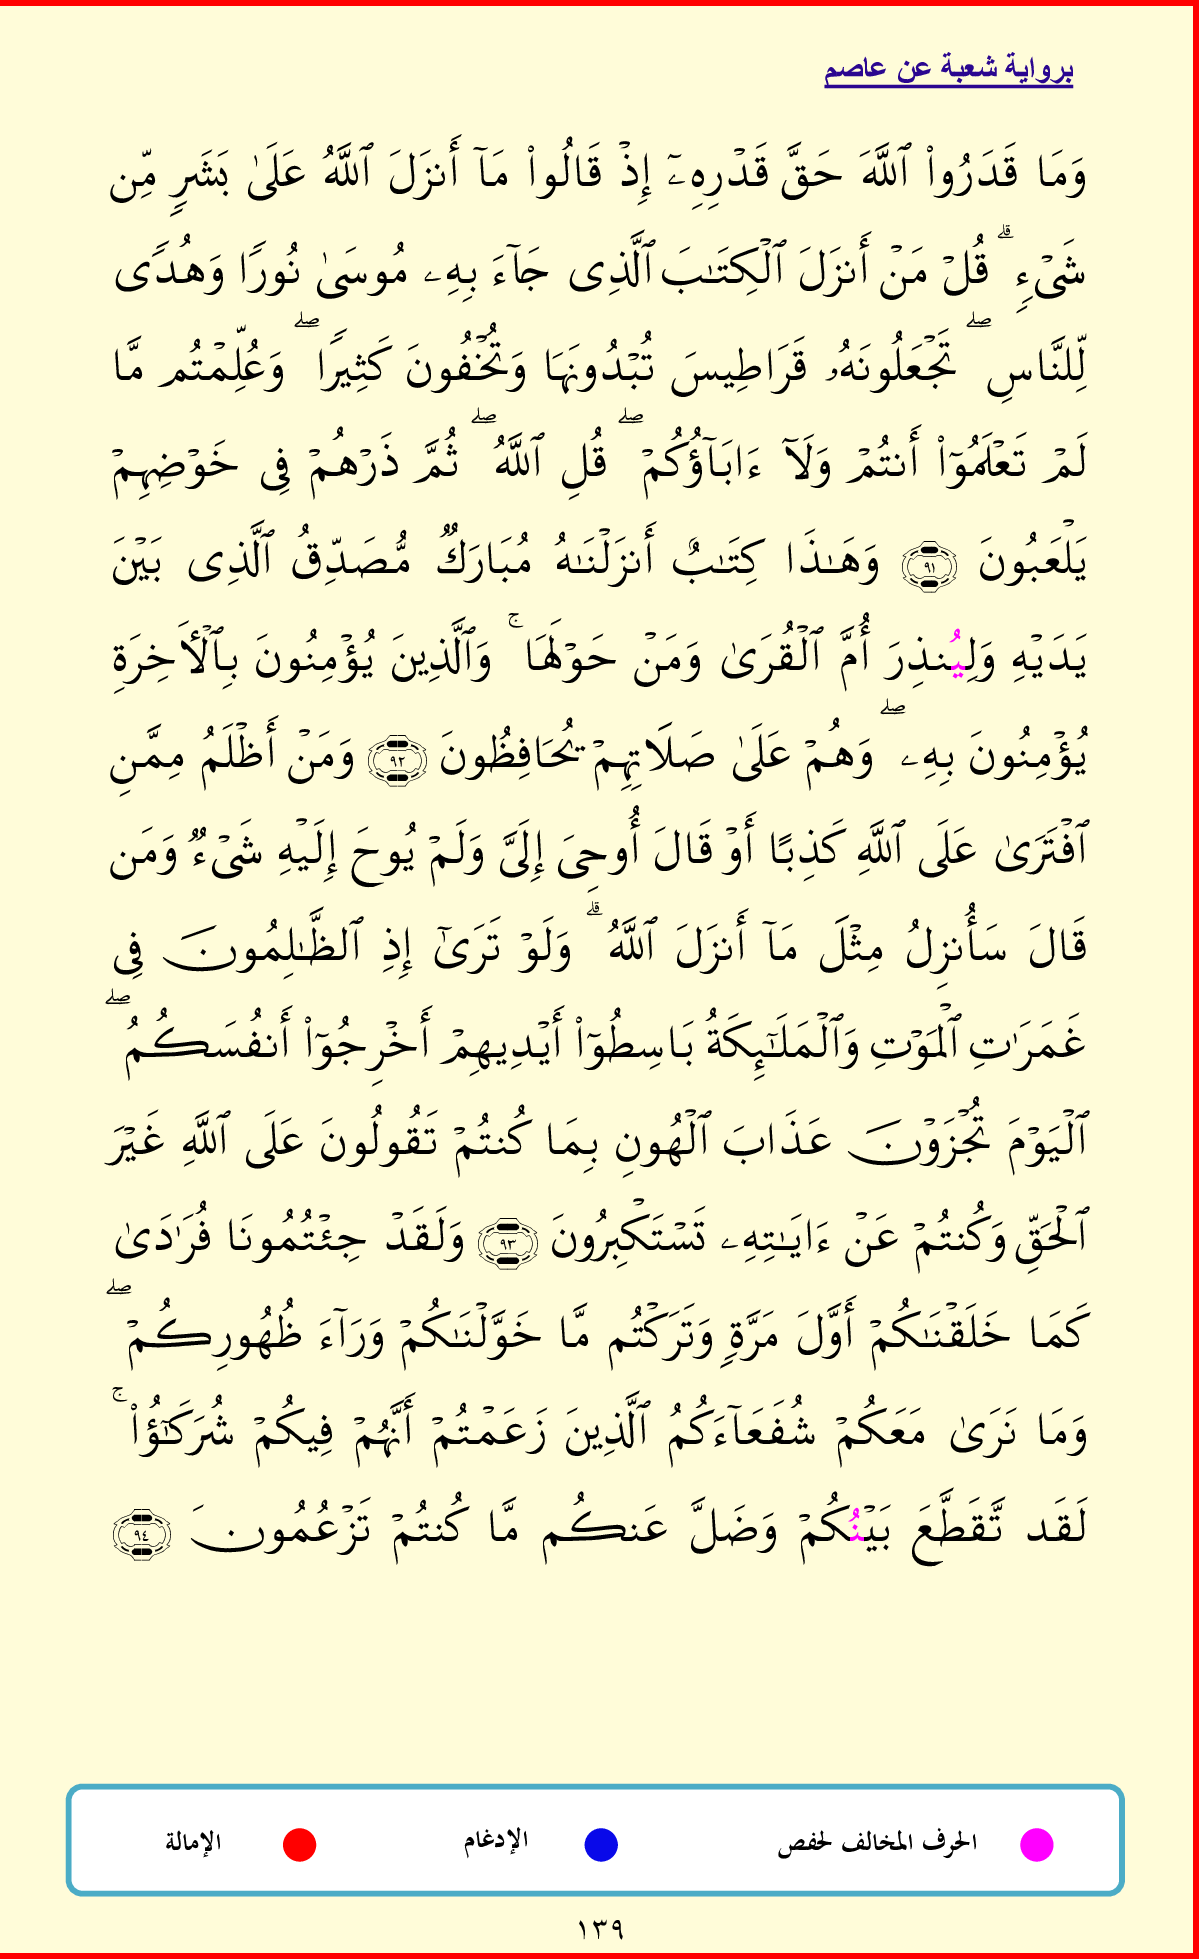 برواية شعبة عن عاصم
وَمَا قَدَرُوا۟ ٱللَّهَ حَقَّ قَدْرِهِۦٓ إِذْ قَالُوا۟ مَآ أَنزَلَ ٱللَّهُ عَلَىٰ بَشَرٍ مِّن
شَىْءٍ ۗ قُلْ مَنْ أَنزَلَ ٱلْكِتَـٰبَ ٱلَّذِى جَآءَ بِهِۦ مُوسَىٰ نُورًا وَهُدًى
لِّلنَّاسِ ۖ تَجْعَلُونَهُۥ قَرَاطِيسَ تُبْدُونَهَا وَتُخْفُونَ كَثِيرًا ۖ وَعُلِّمْتُم مَّا
لَمْ تَعْلَمُوٓا۟ أَنتُمْ وَلَآ ءَابَآؤُكُمْ ۖ قُلِ ٱللَّهُ ۖ ثُمَّ ذَرْهُمْ فِى خَوْضِهِمْ
يَلْعَبُونَ ٩١ وَهَـٰذَا كِتَـٰبٌ أَنزَلْنَـٰهُ مُبَارَكٌ مُّصَدِّقُ ٱلَّذِى بَيْنَ
يَدَيْهِ وَلِيُنذِرَ أُمَّ ٱلْقُرَىٰ وَمَنْ حَوْلَهَا ۚ وَٱلَّذِينَ يُؤْمِنُونَ بِٱلْأَخِرَةِ
يُؤْمِنُونَ بِهِۦ ۖ وَهُمْ عَلَىٰ صَلَاتِهِمْ يُحَافِظُونَ ٩٢ وَمَنْ أَظْلَمُ مِمَّنِ
ٱفْتَرَىٰ عَلَى ٱللَّهِ كَذِبًا أَوْ قَالَ أُوحِىَ إِلَىَّ وَلَمْ يُوحَ إِلَيْهِ شَىْءٌ وَمَن
قَالَ سَأُنزِلُ مِثْلَ مَآ أَنزَلَ ٱللَّهُ ۗ وَلَوْ تَرَىٰٓ إِذِ ٱلظَّـٰلِمُونَ فِى
غَمَرَٰتِ ٱلْمَوْتِ وَٱلْمَلَـٰٓئِكَةُ بَاسِطُوٓا۟ أَيْدِيهِمْ أَخْرِجُوٓا۟ أَنفُسَكُمُ ۖ
ٱلْيَوْمَ تُجْزَوْنَ عَذَابَ ٱلْهُونِ بِمَا كُنتُمْ تَقُولُونَ عَلَى ٱللَّهِ غَيْرَ
ٱلْحَقِّ وَكُنتُمْ عَنْ ءَايَـٰتِهِۦ تَسْتَكْبِرُونَ ٩٣ وَلَقَدْ جِئْتُمُونَا فُرَٰدَىٰ
كَمَا خَلَقْنَـٰكُمْ أَوَّلَ مَرَّةٍ وَتَرَكْتُم مَّا خَوَّلْنَـٰكُمْ وَرَآءَ ظُهُورِكُمْ ۖ
وَمَا نَرَىٰ مَعَكُمْ شُفَعَآءَكُمُ ٱلَّذِينَ زَعَمْتُمْ أَنَّهُمْ فِيكُمْ شُرَكَـٰٓؤُا۟ ۚ
لَقَد تَّقَطَّعَ بَيْنُكُمْ وَضَلَّ عَنكُم مَّا كُنتُمْ تَزْعُمُونَ ٩٤
الحرف المخالف لحفص الإدغام الإمالة
١٣٩